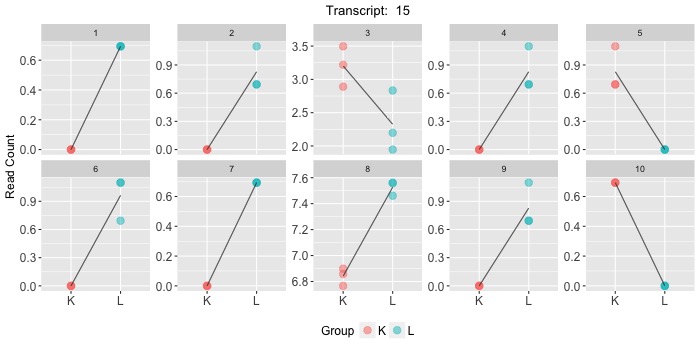 Transcript: 15
1 2 3 4 5
0.6 0.4 0.2 0.0
0.9 0.6 0.3 0.0
3.5 3.0 2.5 2.0
0.9 0.6 0.3 0.0
0.9 0.6 0.3 0.0
Read Count
6 7 8 9 10
0.9 0.6 0.3 0.0
0.6 0.4 0.2 0.0
7.6 7.4 7.2 7.0 6.8
0.9 0.6 0.3 0.0
0.6 0.4 0.2 0.0
K L K L K L K L K L
Group K L